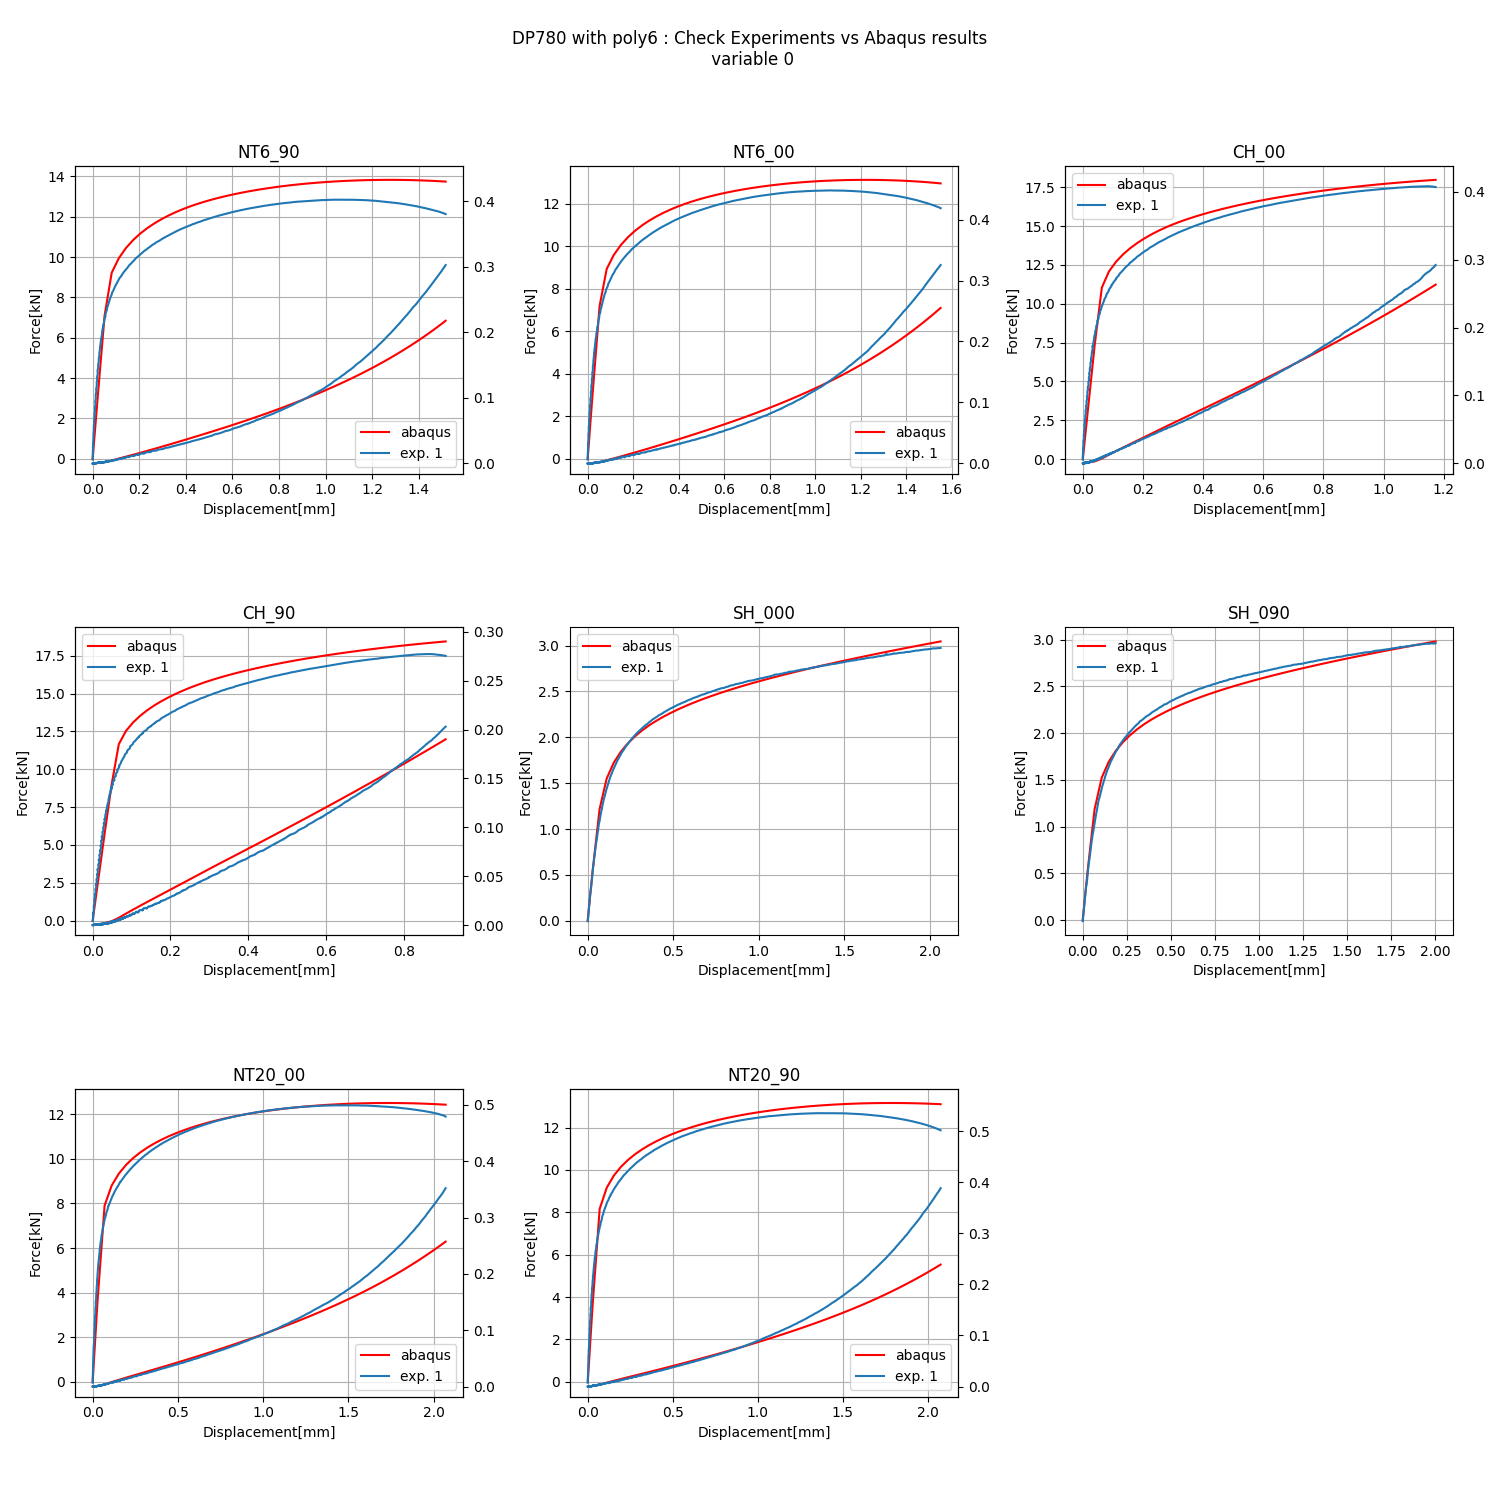 DP780 with poly6 : Check Experiments vs Abaqus results
variable 0
NT6_90
14
12
10
8
6
4
2
0
Force[kN]
0.4
0.3
0.2
0.1
0.0
abaqus
exp. 1
0.0 0.2 0.4 0.6 0.8 1.0 1.2 1.4
Displacement[mm]
NT6_00
12
10
8
6
4
2
0
Force[kN]
0.4
0.3
0.2
0.1
0.0
abaqus
exp. 1
0.0 0.2 0.4 0.6 0.8 1.0 1.2 1.4 1.6
Displacement[mm]
CH_00
abaqus
exp. 1
17.5
15.0
12.5
10.0
7.5
5.0
2.5
0.0
Force[kN]
0.4
0.3
0.2
0.1
0.0
0.0 0.2 0.4 0.6 0.8 1.0 1.2
Displacement[mm]
CH_90
abaqus
exp. 1
17.5
15.0
12.5
10.0
7.5
5.0
2.5
0.0
Force[kN]
0.30
0.25
0.20
0.15
0.10
0.05
0.00
0.0 0.2 0.4 0.6 0.8
Displacement[mm]
SH_000
abaqus
exp. 1
3.0
2.5
2.0
1.5
1.0
0.5
0.0
Force[kN]
0.0 0.5 1.0 1.5 2.0
Displacement[mm]
SH_090
abaqus
exp. 1
3.0
2.5
2.0
1.5
1.0
0.5
0.0
Force[kN]
0.00 0.25 0.50 0.75 1.00 1.25 1.50 1.75 2.00
Displacement[mm]
NT20_00
12
10
8
6
4
2
0
Force[kN]
0.5
0.4
0.3
0.2
0.1
0.0
abaqus
exp. 1
0.0 0.5 1.0 1.5 2.0
Displacement[mm]
NT20_90
12
10
8
6
4
2
0
Force[kN]
0.5
0.4
0.3
0.2
0.1
0.0
abaqus
exp. 1
0.0 0.5 1.0 1.5 2.0
Displacement[mm]